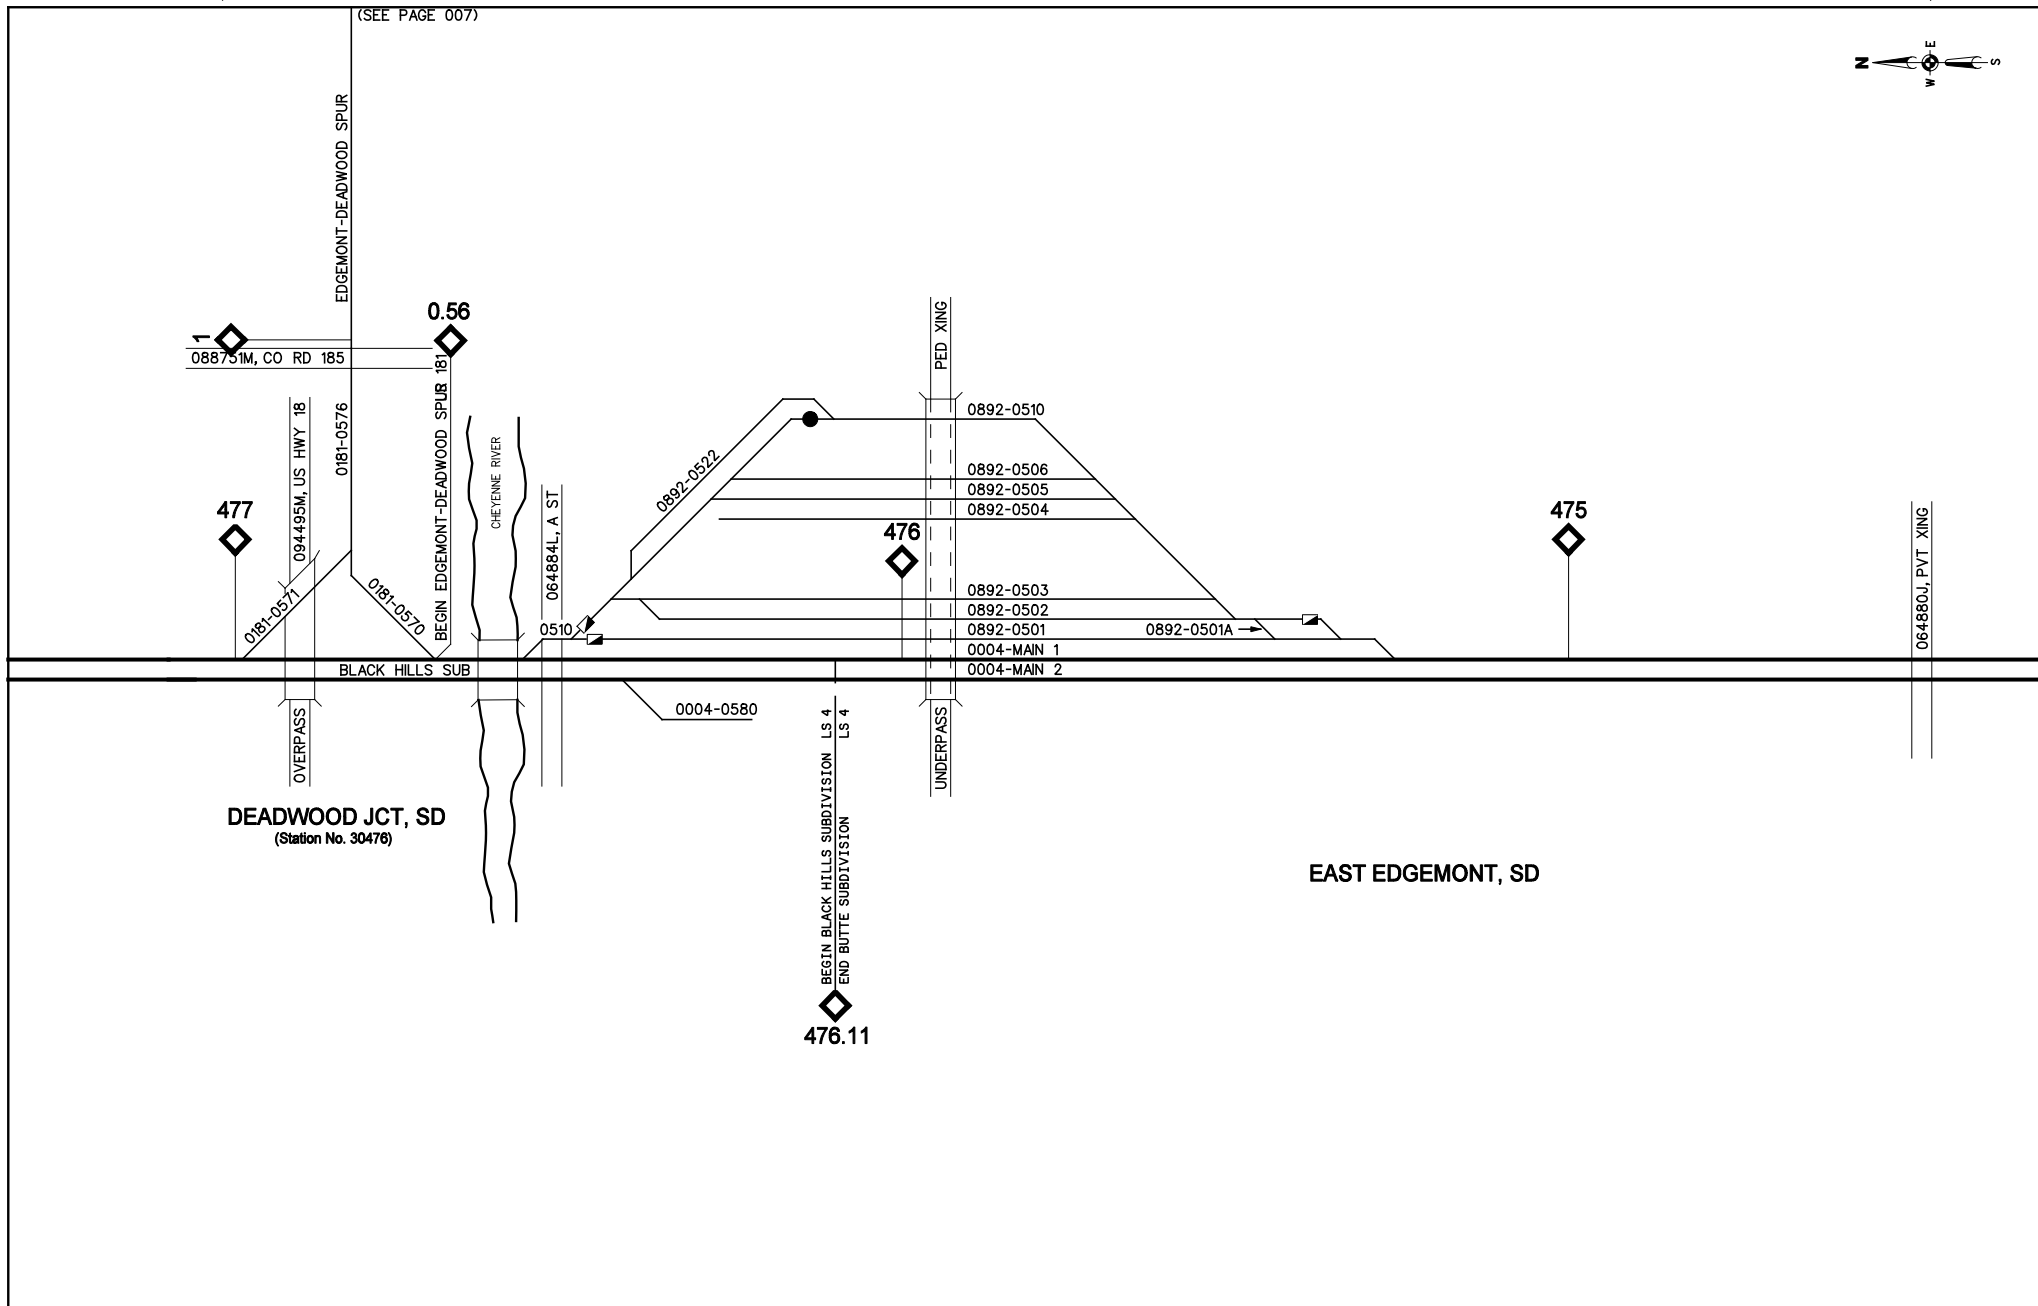 (SEE PAGE 007)
N
E
W
S
EDGEMONT-DEADWOOD SPUR
0.56
1
088751M, CO RD 185
PED XING
0181-0576
094495M, US HWY 18
BEGIN EDGEMONT-DEADWOOD SPUR 181
CHEYENNE RIVER
0892-0510
0892-0522
0892-0506
0892-0505
0892-0504
477
476
475
064884L, A ST
064880J, PVT XING
0181-0571
0181-0570
0892-0503
0892-0502
0510
0892-0501
0892-0501A
0004-MAIN 1
BLACK HILLS SUB
0004-MAIN 2
0004-0580
OVERPASS
UNDERPASS
BEGIN BLACK HILLS SUBDIVISION LS 4
END BUTTE SUBDIVISION LS 4
DEADWOOD JCT, SD
(Station No. 30476)
EAST EDGEMONT, SD
476.11